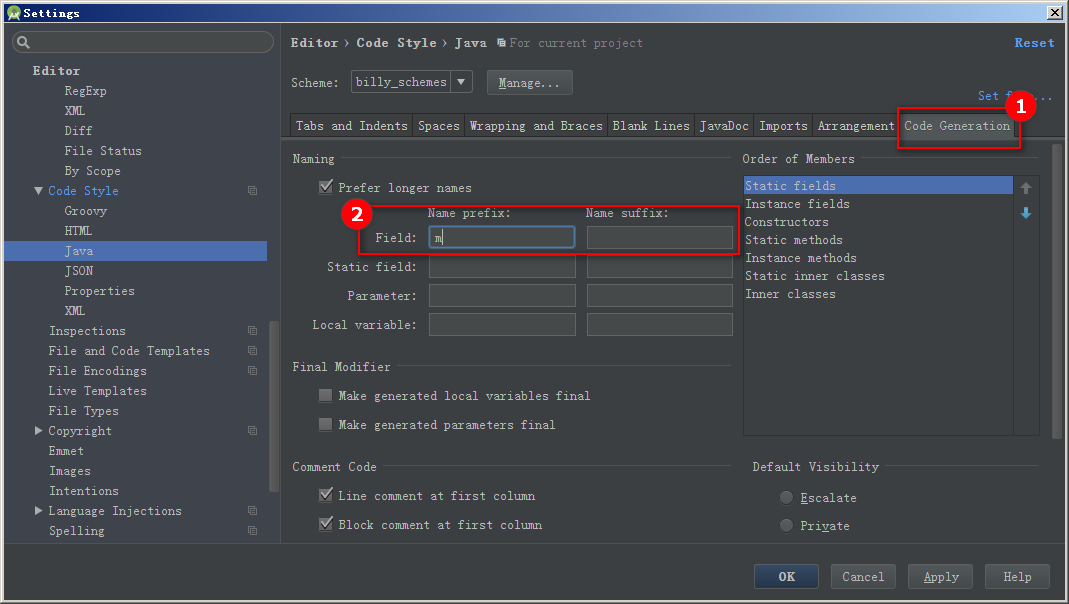 Settings
Editor
RegExp
XML
Diff
File Status
By Scope
Code Style
Groovy
HTML
Java
JSON
Properties
XML
Inspections
File and Code Templates
File Encodings
Live Templates
File Types
Copyright
Emmet
Images
Intentions
Language Injections
Spelling
Editor › Code Style › Java For current project
Reset
Scheme: billy_schemes Manage...
Set
1
Tabs and Indents Spaces Wrapping and Braces Blank Lines JavaDoc Imports Arrangement Code Generation
Naming
Prefer longer names
2
Name prefix: Name suffix:
Field: m
Static field:
Parameter:
Local variable:
Final Modifier
Make generated local variables final
Make generated parameters final
Comment Code
Line comment at first column
Block comment at first column
Order of Members
Static fields
Instance fields
Constructors
Static methods
Instance methods
Static inner classes
Inner classes
Default Visibility
Escalate
Private
OK Cancel Apply Help